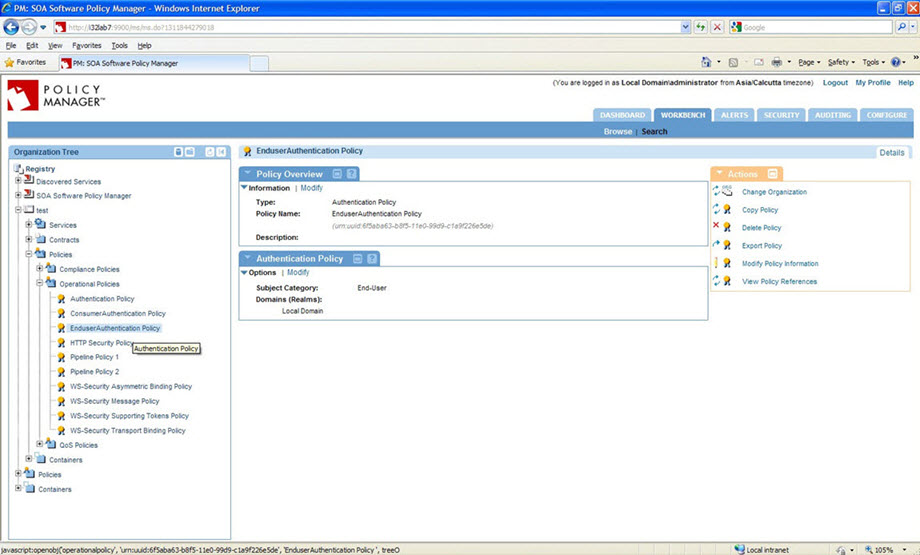 PM: SOA Software Policy Manager - Windows Internet Explorer
http://i32lab7:9900/ms/ms.do?1311844279018
Google
File Edit View Favorites Tools Help
Favorites PM: SOA Software Policy Manager
Page Safety Tools
POLICY
MANAGER™
(You are logged in as Local Domain\administrator from Asia/Calcutta timezone) Logout My Profile Help
DASHBOARD WORKBENCH ALERTS SECURITY AUDITING CONFIGURE
Browse | Search
Organization Tree
Registry
Discovered Services
SOA Software Policy Manager
test
Services
Contracts
Policies
Compliance Policies
Operational Policies
Authentication Policy
ConsumerAuthentication Policy
EnduserAuthentication Policy
HTTP Security Policy
Authentication Policy
Pipeline Policy 1
Pipeline Policy 2
WS-Security Asymmetric Binding Policy
WS-Security Message Policy
WS-Security Supporting Tokens Policy
WS-Security Transport Binding Policy
QoS Policies
Containers
Policies
Containers
EnduserAuthentication Policy Details
Policy Overview
Information | Modify
Type: Authentication Policy
Policy Name: EnduserAuthentication Policy
(urn:uuid:6f5aba63-b8f5-11e0-99d9-c1a9f226e5de)
Description:
Authentication Policy
Options | Modify
Subject Category: End-User
Domains (Realms):
Local Domain
Actions
Change Organization
Copy Policy
Delete Policy
Export Policy
Modify Policy Information
View Policy References
javascript:openobj('operationalpolicy', 'urn:uuid:6f5aba63-b8f5-11e0-99d9-c1a9f226e5de', 'EnduserAuthentication Policy ', treeO
Local intranet 105%